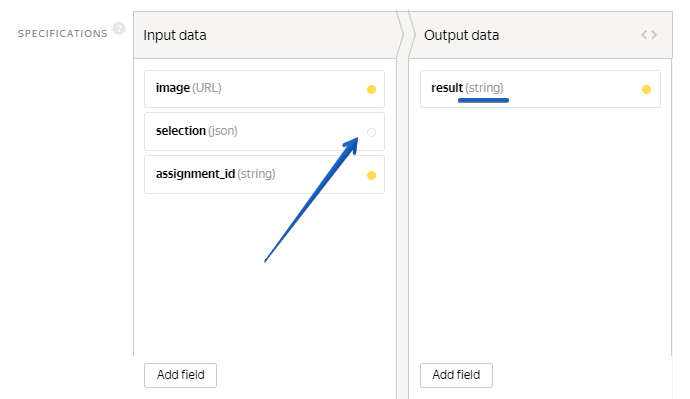 SPECIFICATIONS ?
Input data
image (URL)
selection (json)
assignment_id (string)
Add field
Output data
<>
result (string)
Add field